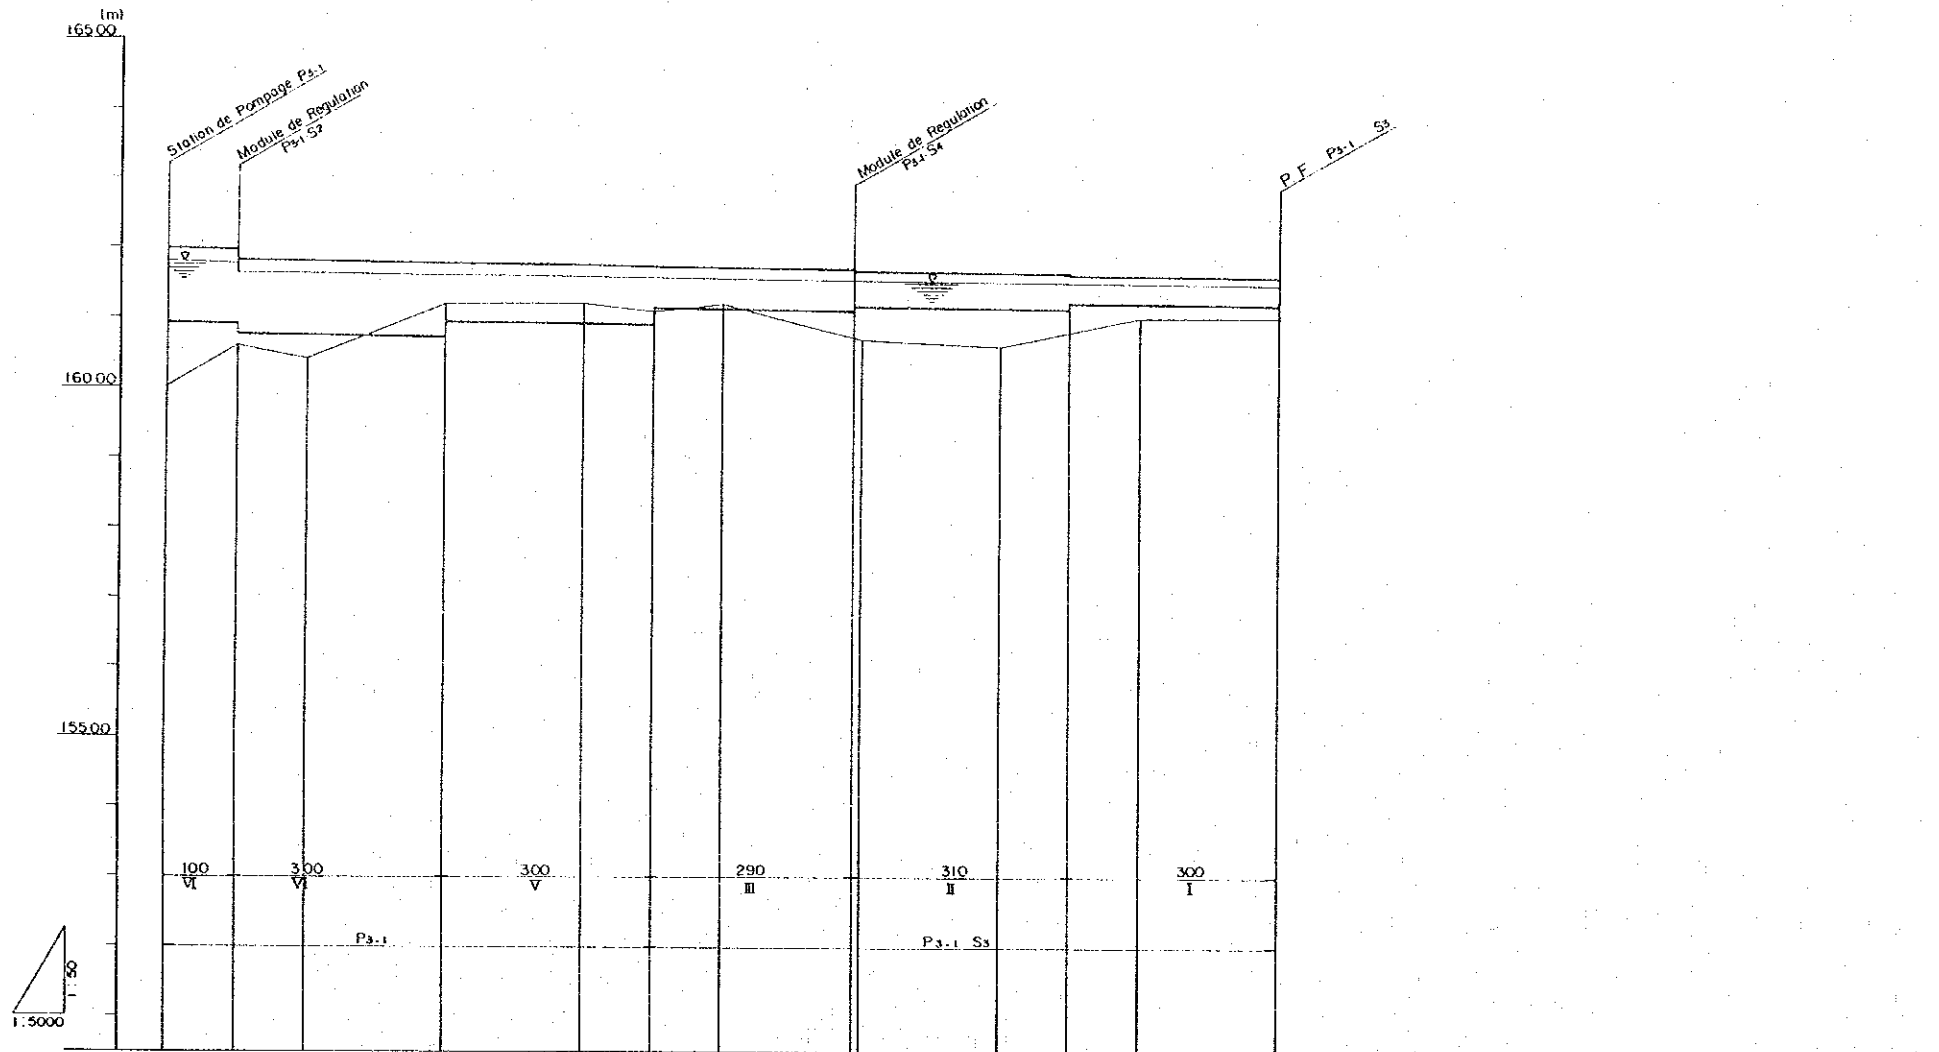 (m)
165.00
Station de Pompage P3-1
Module de Regulation
P3-1 S2
Module de Regulation
P3-1 S4
P F P3-1 S3
160.00
155.00
100
VI
300
VI
300
V
290
III
310
II
300
I
P3-1
P3-1 S3
1:50
1:5000